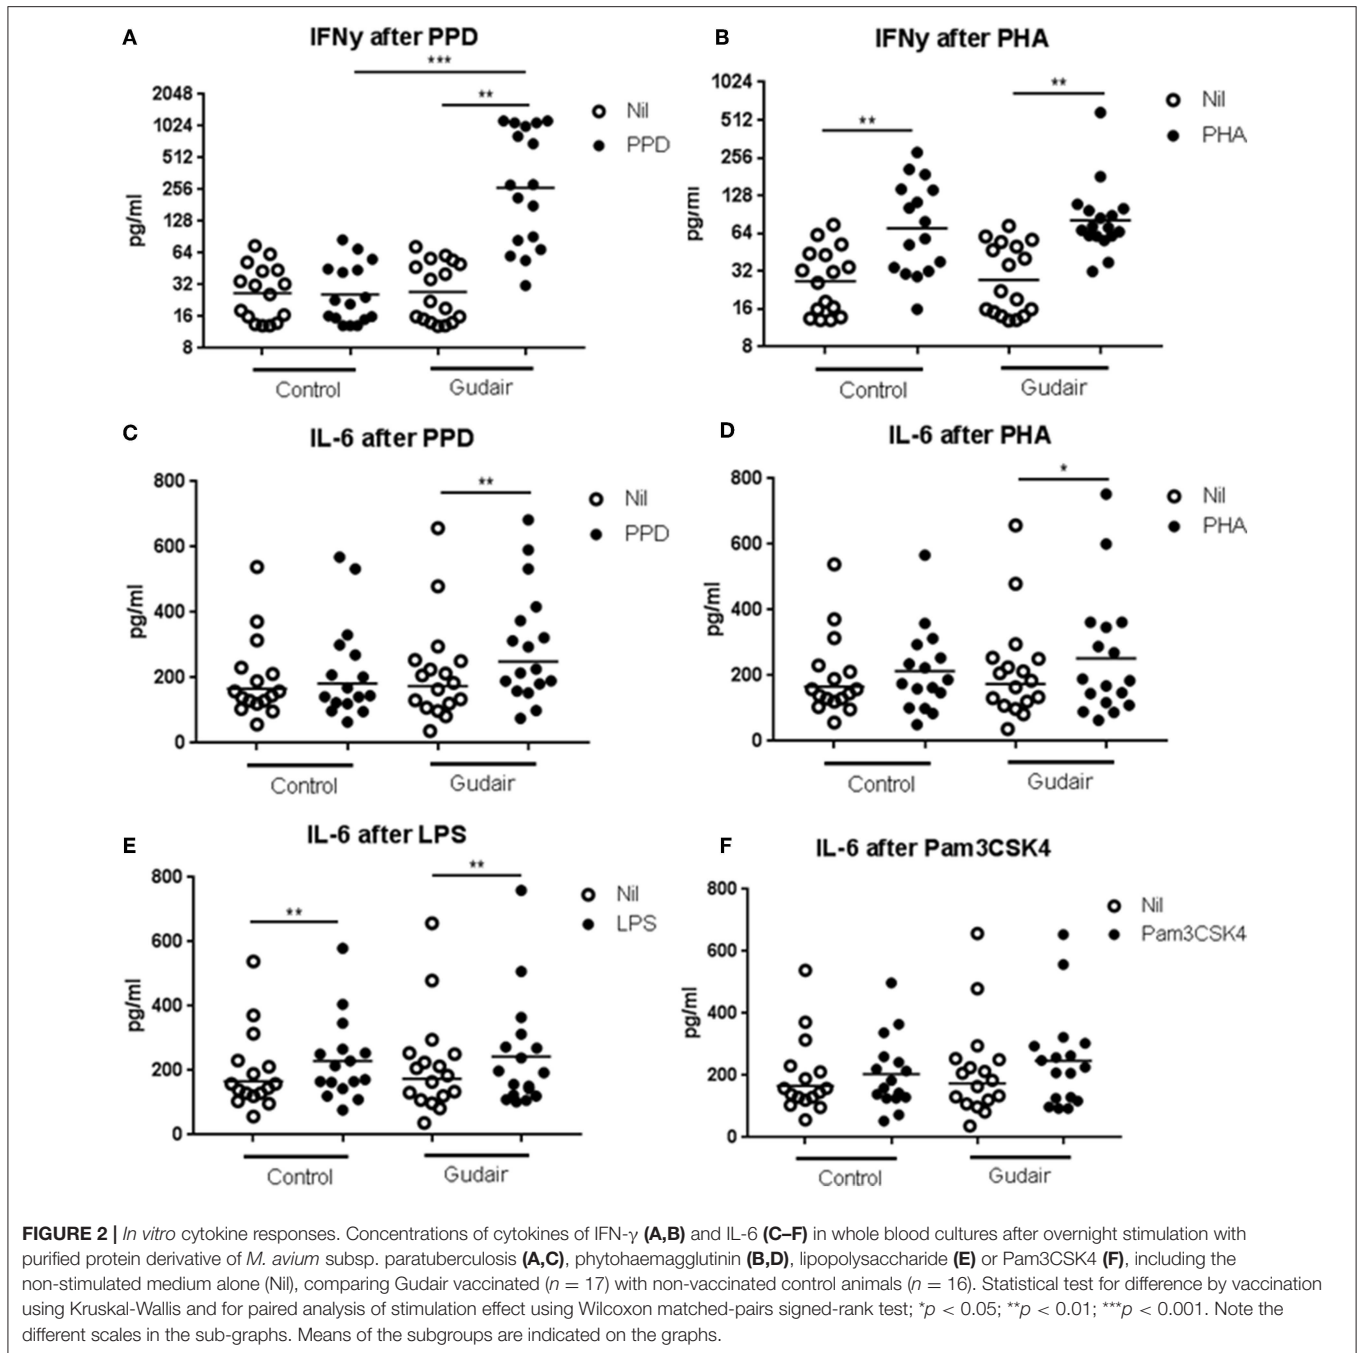 A
IFNy after PPD
***
**
2048
1024
512
256
128
64
32
16
8
pg/ml
Nil
PPD
Control
Gudair
B
IFNy after PHA
**
**
1024
512
256
128
64
32
16
8
pg/ml
Nil
PHA
Control
Gudair
C
IL-6 after PPD
**
800
600
400
200
0
pg/ml
Nil
PPD
Control
Gudair
D
IL-6 after PHA
*
800
600
400
200
0
pg/ml
Nil
PHA
Control
Gudair
E
IL-6 after LPS
**
**
800
600
400
200
0
pg/ml
Nil
LPS
Control
Gudair
F
IL-6 after Pam3CSK4
800
600
400
200
0
pg/ml
Nil
Pam3CSK4
Control
Gudair
FIGURE 2 | In vitro cytokine responses. Concentrations of cytokines of IFN-γ (A,B) and IL-6 (C–F) in whole blood cultures after overnight stimulation with
purified protein derivative of M. avium subsp. paratuberculosis (A,C), phytohaemagglutinin (B,D), lipopolysaccharide (E) or Pam3CSK4 (F), including the
non-stimulated medium alone (Nil), comparing Gudair vaccinated (n = 17) with non-vaccinated control animals (n = 16). Statistical test for difference by vaccination
using Kruskal-Wallis and for paired analysis of stimulation effect using Wilcoxon matched-pairs signed-rank test; *p < 0.05; **p < 0.01; ***p < 0.001. Note the
different scales in the sub-graphs. Means of the subgroups are indicated on the graphs.